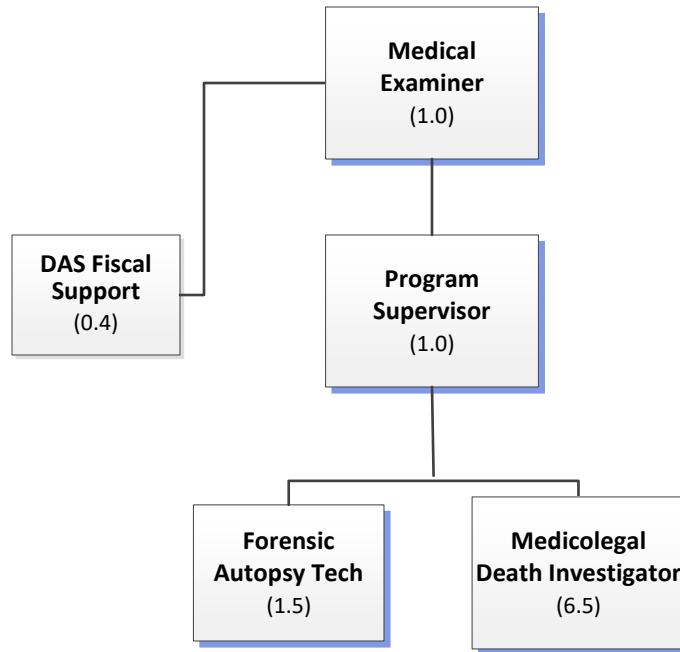 Medical
Examiner
(1.0)
DAS Fiscal
Support
(0.4)
Program
Supervisor
(1.0)
Forensic
Autopsy Tech
(1.5)
Medicolegal
Death Investigator
(6.5)